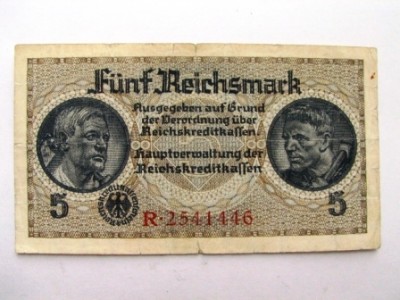 Fünf Reichsmark
Ausgegeben auf Grund
der Verordnung über
Reichskreditkassen.
Hauptverwaltung der
Reichskreditkassen
5
5
R·2541446